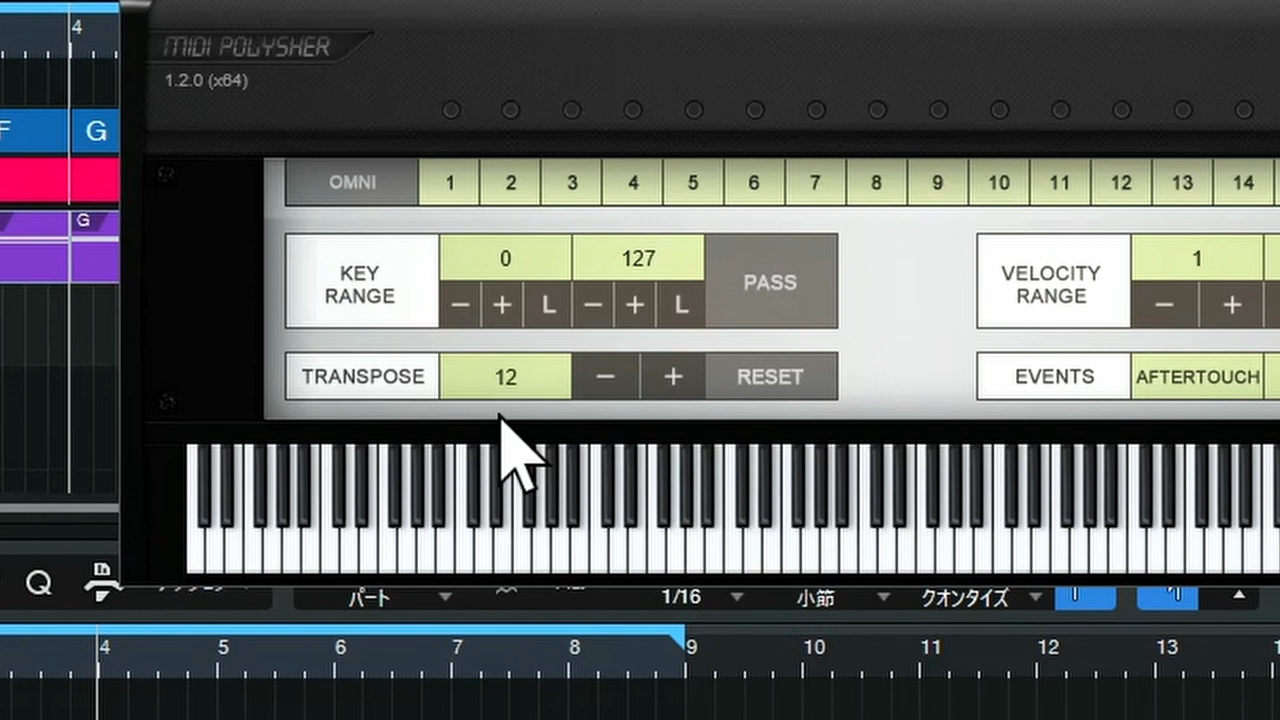 4
MIDI POLYSHER
1.2.0 (x64)
F G
OMNI 1 2 3 4 5 6 7 8 9 10 11 12 13 14
G
KEY RANGE 0 127 PASS VELOCITY RANGE 1
− + L − + L − +
TRANSPOSE 12 − + RESET EVENTS AFTERTOUCH
Q パート 1/16 小節 クオンタイズ
4 5 6 7 8 9 10 11 12 13